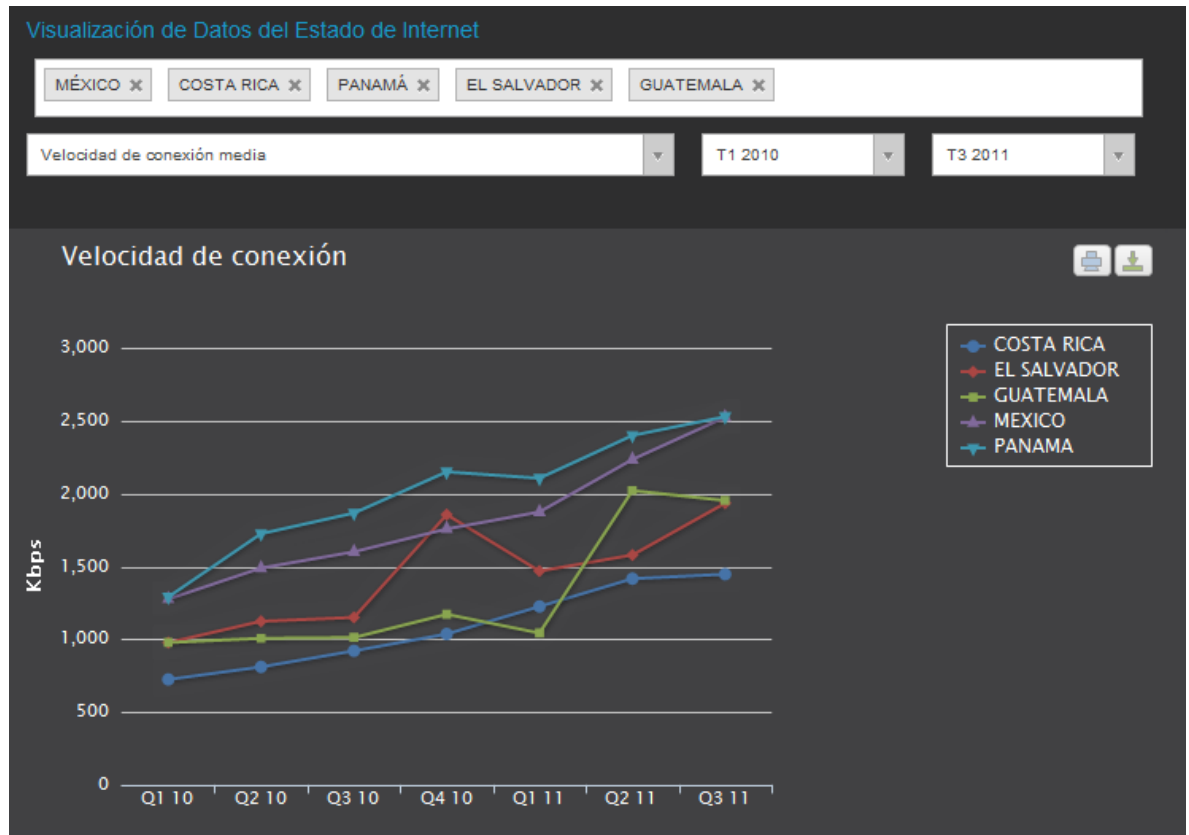 Visualización de Datos del Estado de Internet
MÉXICO ✖ COSTA RICA ✖ PANAMÁ ✖ EL SALVADOR ✖ GUATEMALA ✖
Velocidad de conexión media T1 2010 T3 2011
Velocidad de conexión
3,000
2,500
2,000
1,500
1,000
500
0
Kbps
Q1 10 Q2 10 Q3 10 Q4 10 Q1 11 Q2 11 Q3 11
COSTA RICA
EL SALVADOR
GUATEMALA
MEXICO
PANAMA